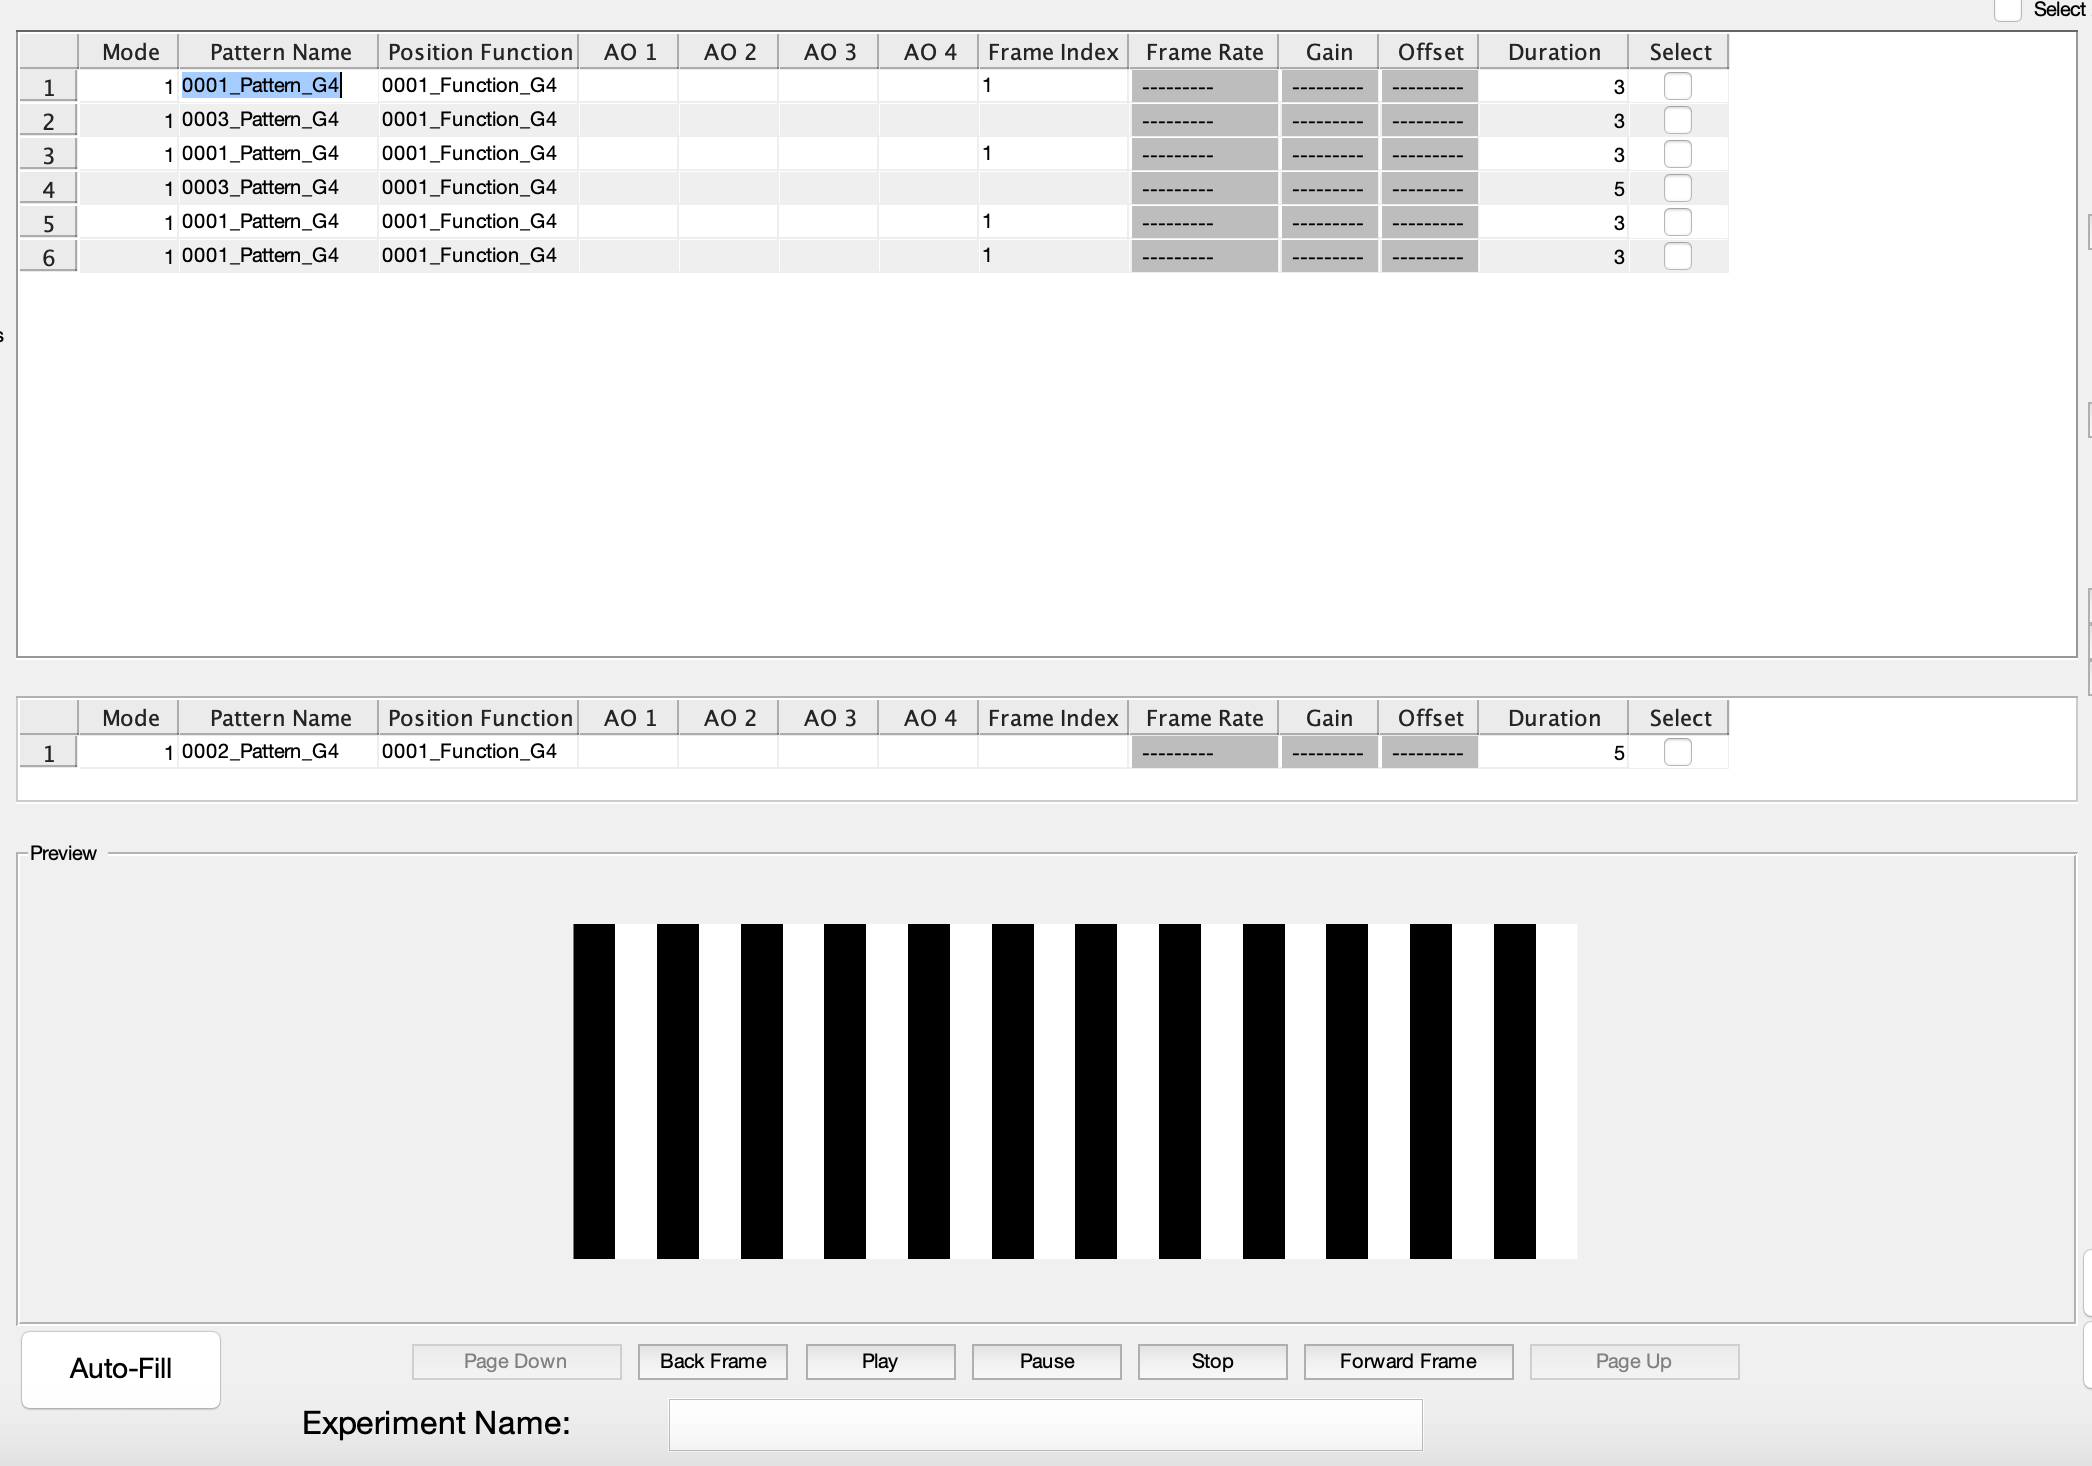 Select
Mode Pattern Name Position Function AO 1 AO 2 AO 3 AO 4 Frame Index Frame Rate Gain Offset Duration Select
1 1 0001_Pattern_G4 0001_Function_G4 1 --------- --------- --------- 3
2 1 0003_Pattern_G4 0001_Function_G4 --------- --------- --------- 3
3 1 0001_Pattern_G4 0001_Function_G4 1 --------- --------- --------- 3
4 1 0003_Pattern_G4 0001_Function_G4 --------- --------- --------- 5
5 1 0001_Pattern_G4 0001_Function_G4 1 --------- --------- --------- 3
6 1 0001_Pattern_G4 0001_Function_G4 1 --------- --------- --------- 3
s
Mode Pattern Name Position Function AO 1 AO 2 AO 3 AO 4 Frame Index Frame Rate Gain Offset Duration Select
1 1 0002_Pattern_G4 0001_Function_G4 --------- --------- --------- 5
Preview
Auto-Fill Page Down Back Frame Play Pause Stop Forward Frame Page Up
Experiment Name: